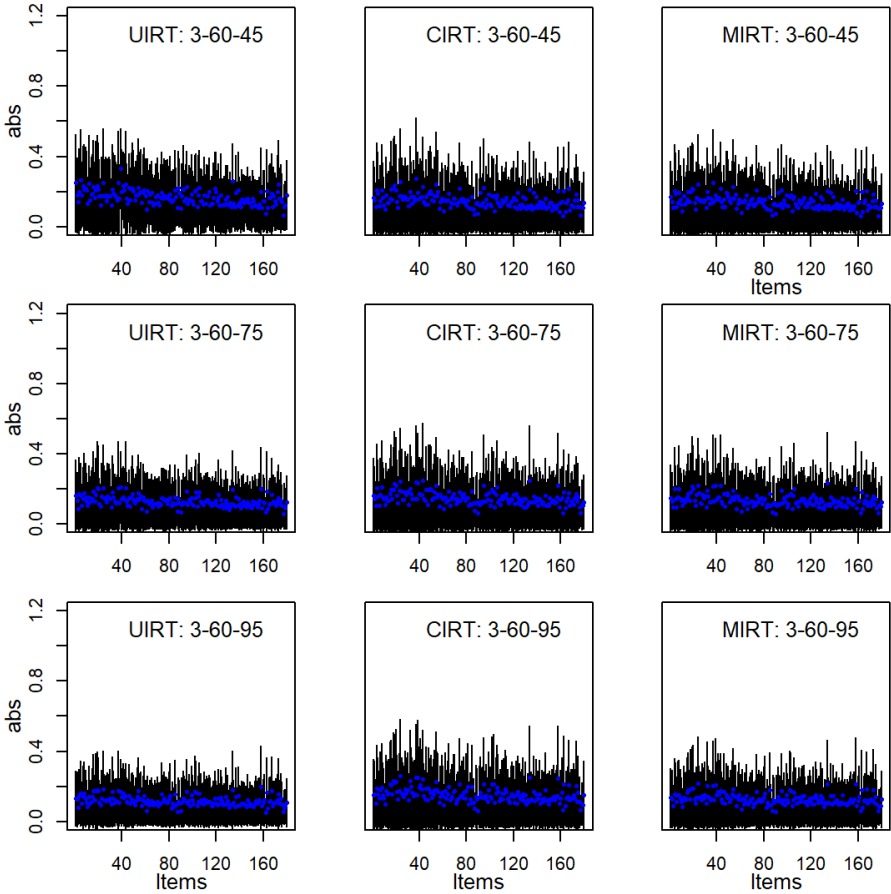 UIRT: 3-60-45
CIRT: 3-60-45
MIRT: 3-60-45
abs
0.0 0.4 0.8 1.2
40 80 120 160
40 80 120 160
40 80 120 160
Items
UIRT: 3-60-75
CIRT: 3-60-75
MIRT: 3-60-75
abs
0.0 0.4 0.8 1.2
40 80 120 160
40 80 120 160
40 80 120 160
UIRT: 3-60-95
CIRT: 3-60-95
MIRT: 3-60-95
abs
0.0 0.4 0.8 1.2
40 80 120 160
40 80 120 160
40 80 120 160
Items
Items
Items